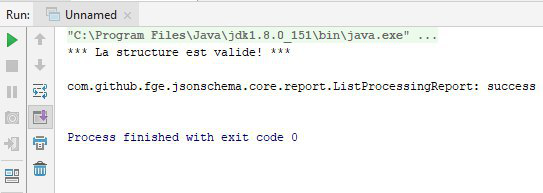 Run: Unnamed
"C:\Program Files\Java\jdk1.8.0_151\bin\java.exe" ...
*** La structure est valide! ***
com.github.fge.jsonschema.core.report.ListProcessingReport: success
Process finished with exit code 0